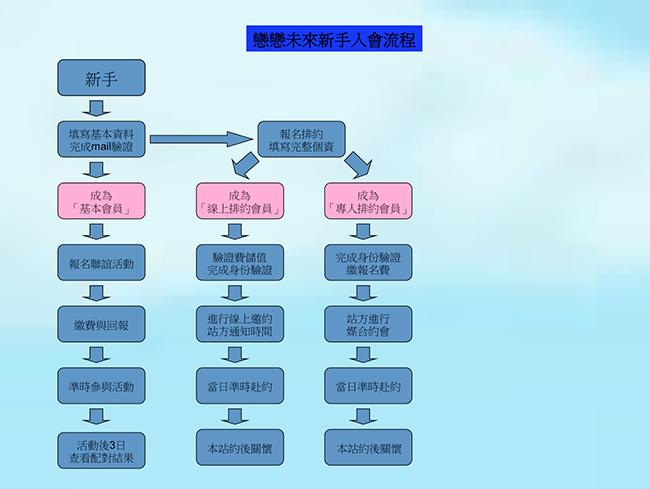 戀戀未來新手入會流程
新手
填寫基本資料
完成mail驗證
報名排約
填寫完整個資
成為
「基本會員」
成為
「線上排約會員」
成為
「專人排約會員」
報名聯誼活動
驗證費儲值
完成身份驗證
完成身份驗證
繳報名費
繳費與回報
進行線上邀約
站方通知時間
站方進行
媒合約會
準時參與活動
當日準時赴約
當日準時赴約
活動後3日
查看配對結果
本站約後關懷
本站約後關懷